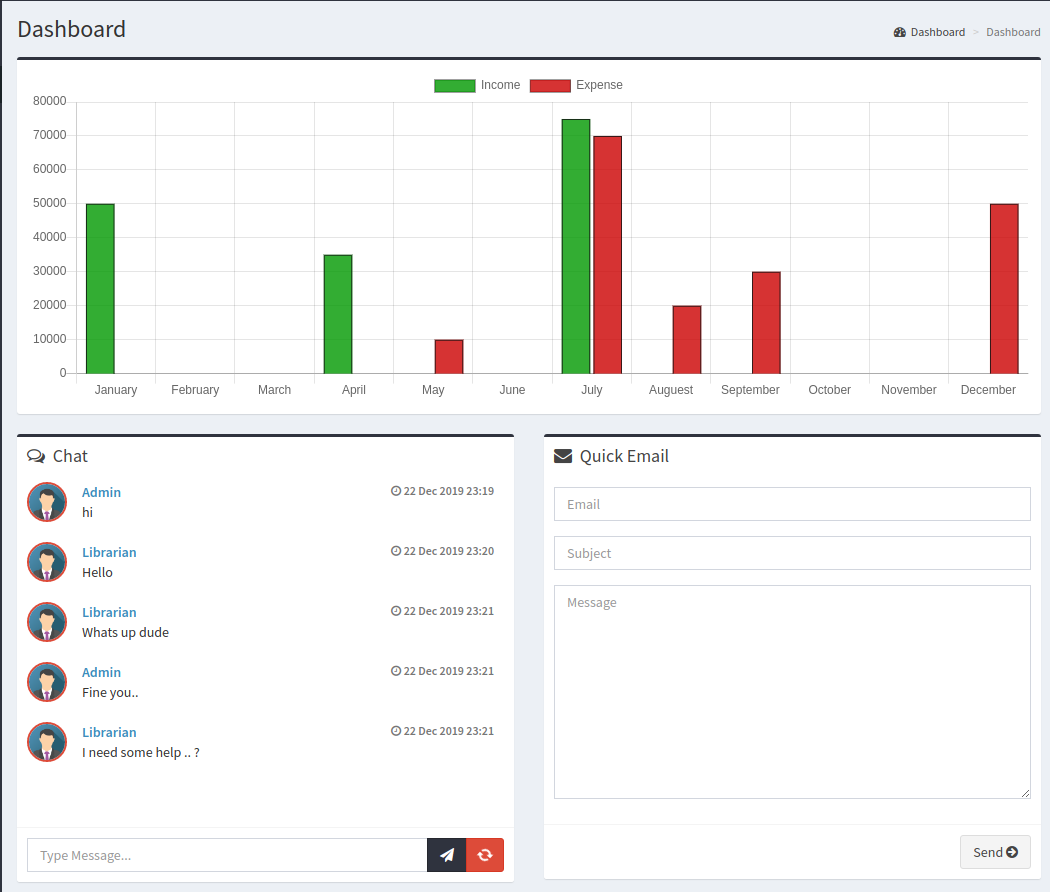 Dashboard
Dashboard > Dashboard
Income Expense
80000
70000
60000
50000
40000
30000
20000
10000
0
January February March April May June July Auguest September October November December
Chat
Admin 22 Dec 2019 23:19
hi
Librarian 22 Dec 2019 23:20
Hello
Librarian 22 Dec 2019 23:21
Whats up dude
Admin 22 Dec 2019 23:21
Fine you..
Librarian 22 Dec 2019 23:21
I need some help .. ?
Type Message...
Quick Email
Email
Subject
Message
Send